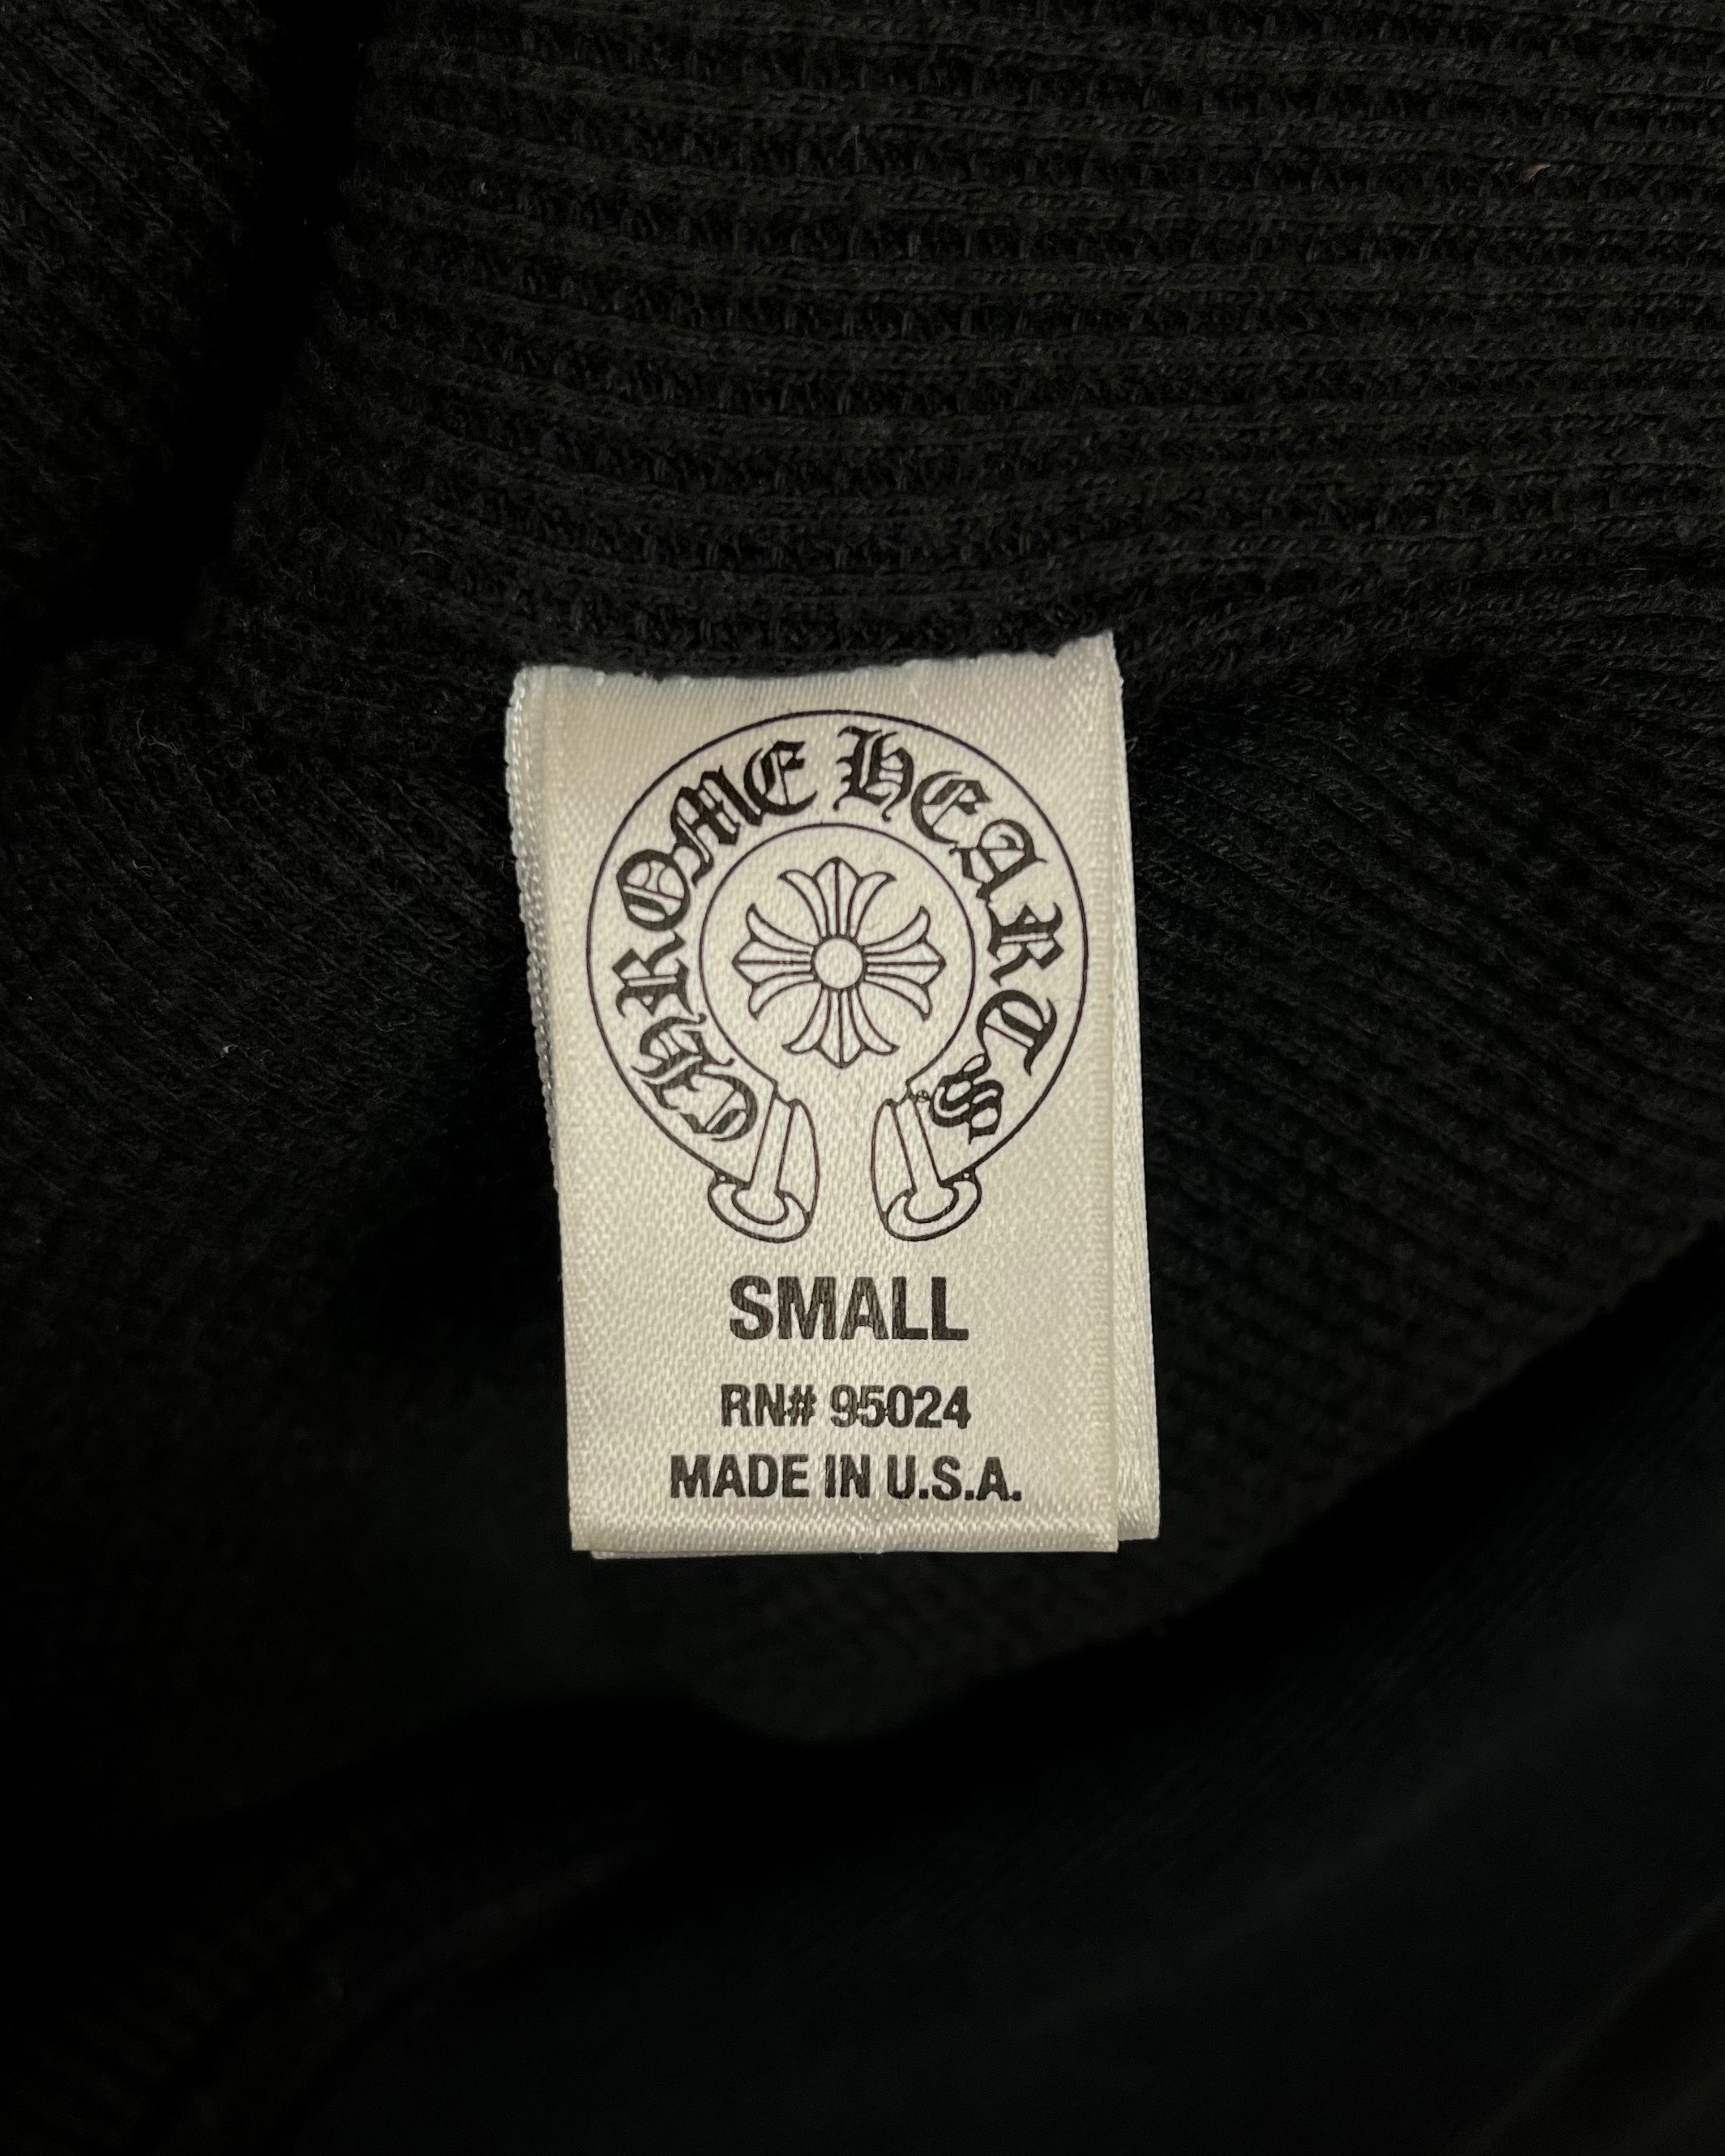 CHROME HEARTS
SMALL
RN# 95024
MADE IN U.S.A.